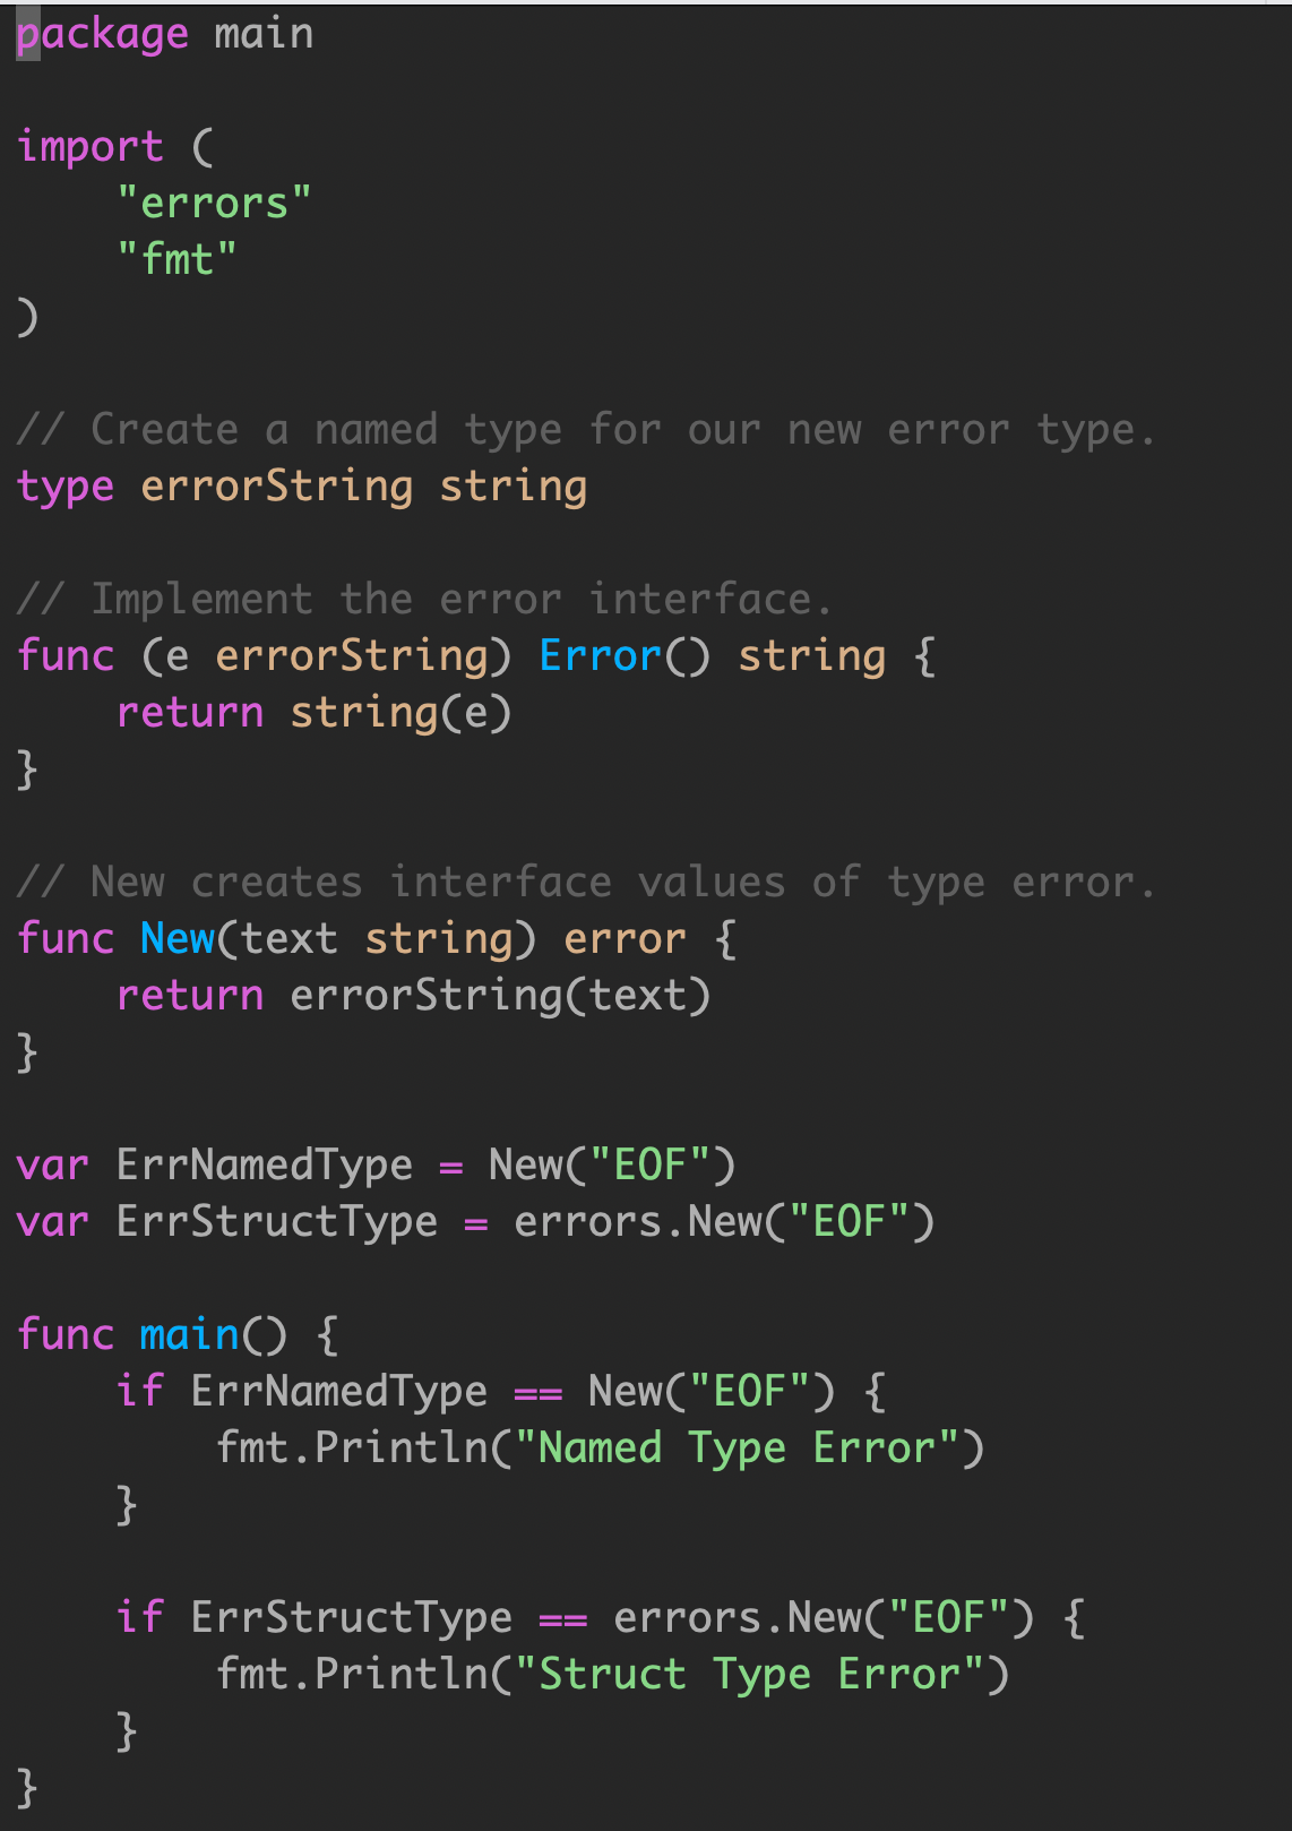 package main
import (
"errors"
"fmt"
)
// Create a named type for our new error type.
type errorString string
// Implement the error interface.
func (e errorString) Error() string {
return string(e)
}
// New creates interface values of type error.
func New(text string) error {
return errorString(text)
}
var ErrNamedType = New("EOF")
var ErrStructType = errors.New("EOF")
func main() {
if ErrNamedType == New("EOF") {
fmt.Println("Named Type Error")
}
if ErrStructType == errors.New("EOF") {
fmt.Println("Struct Type Error")
}
}